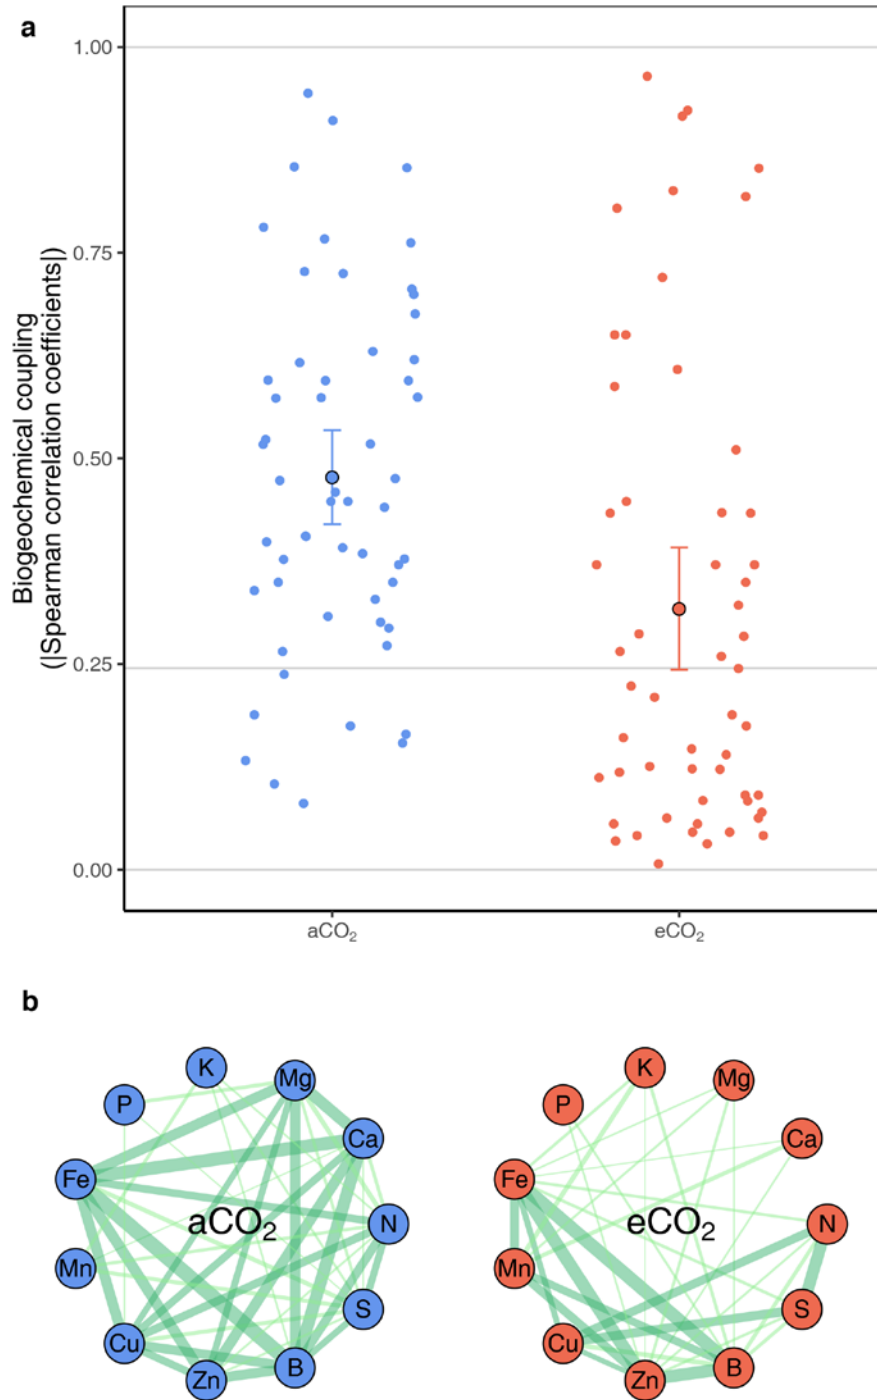 a
Biogeochemical coupling
(|Spearman correlation coefficients|)
1.00
0.75
0.50
0.25
0.00
aCO₂
eCO₂
b
K
Mg
P
Ca
Fe
aCO₂
N
Mn
S
Cu
B
Zn
K
Mg
P
Ca
Fe
eCO₂
N
Mn
S
Cu
B
Zn